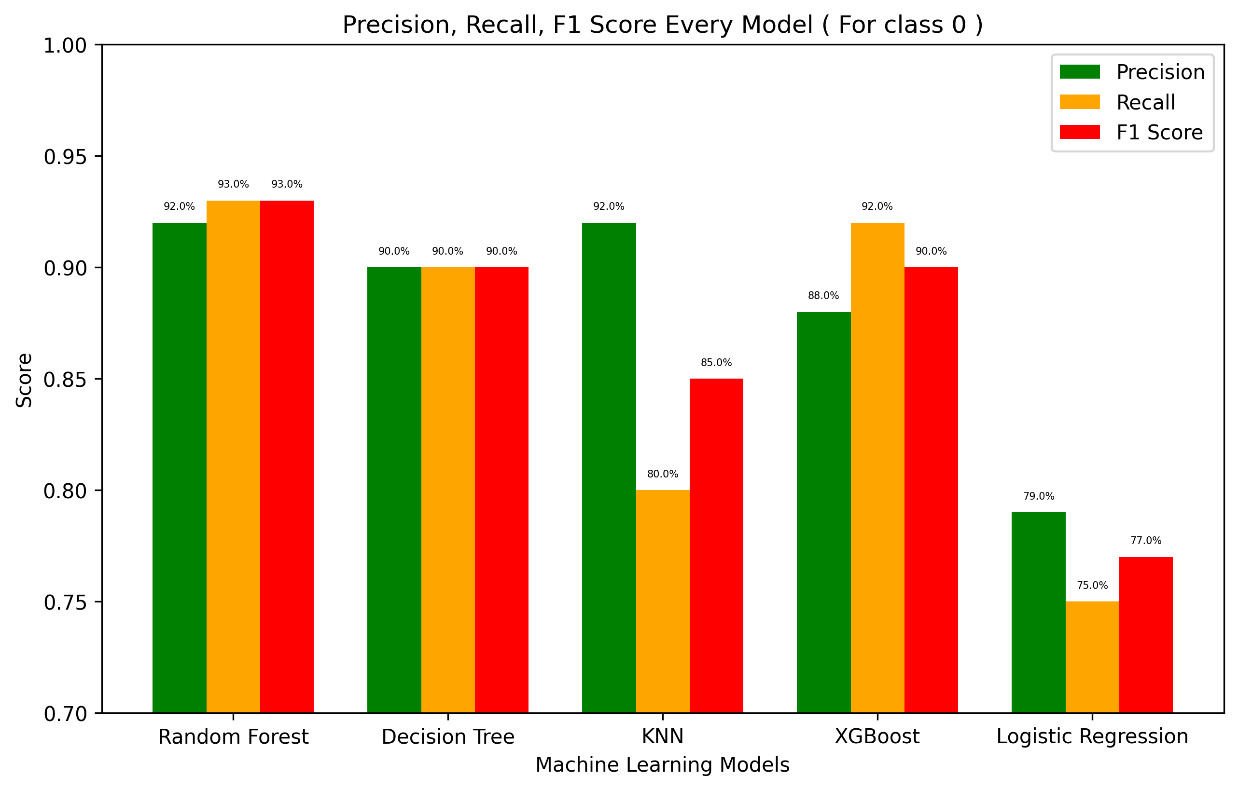 Precision, Recall, F1 Score Every Model ( For class 0 )
Precision
Recall
F1 Score
1.00
0.95
0.90
0.85
0.80
0.75
0.70
Score
92.0% 93.0% 93.0%
90.0% 90.0% 90.0%
92.0% 80.0% 85.0%
88.0% 92.0% 90.0%
79.0% 75.0% 77.0%
Random Forest Decision Tree KNN XGBoost Logistic Regression
Machine Learning Models